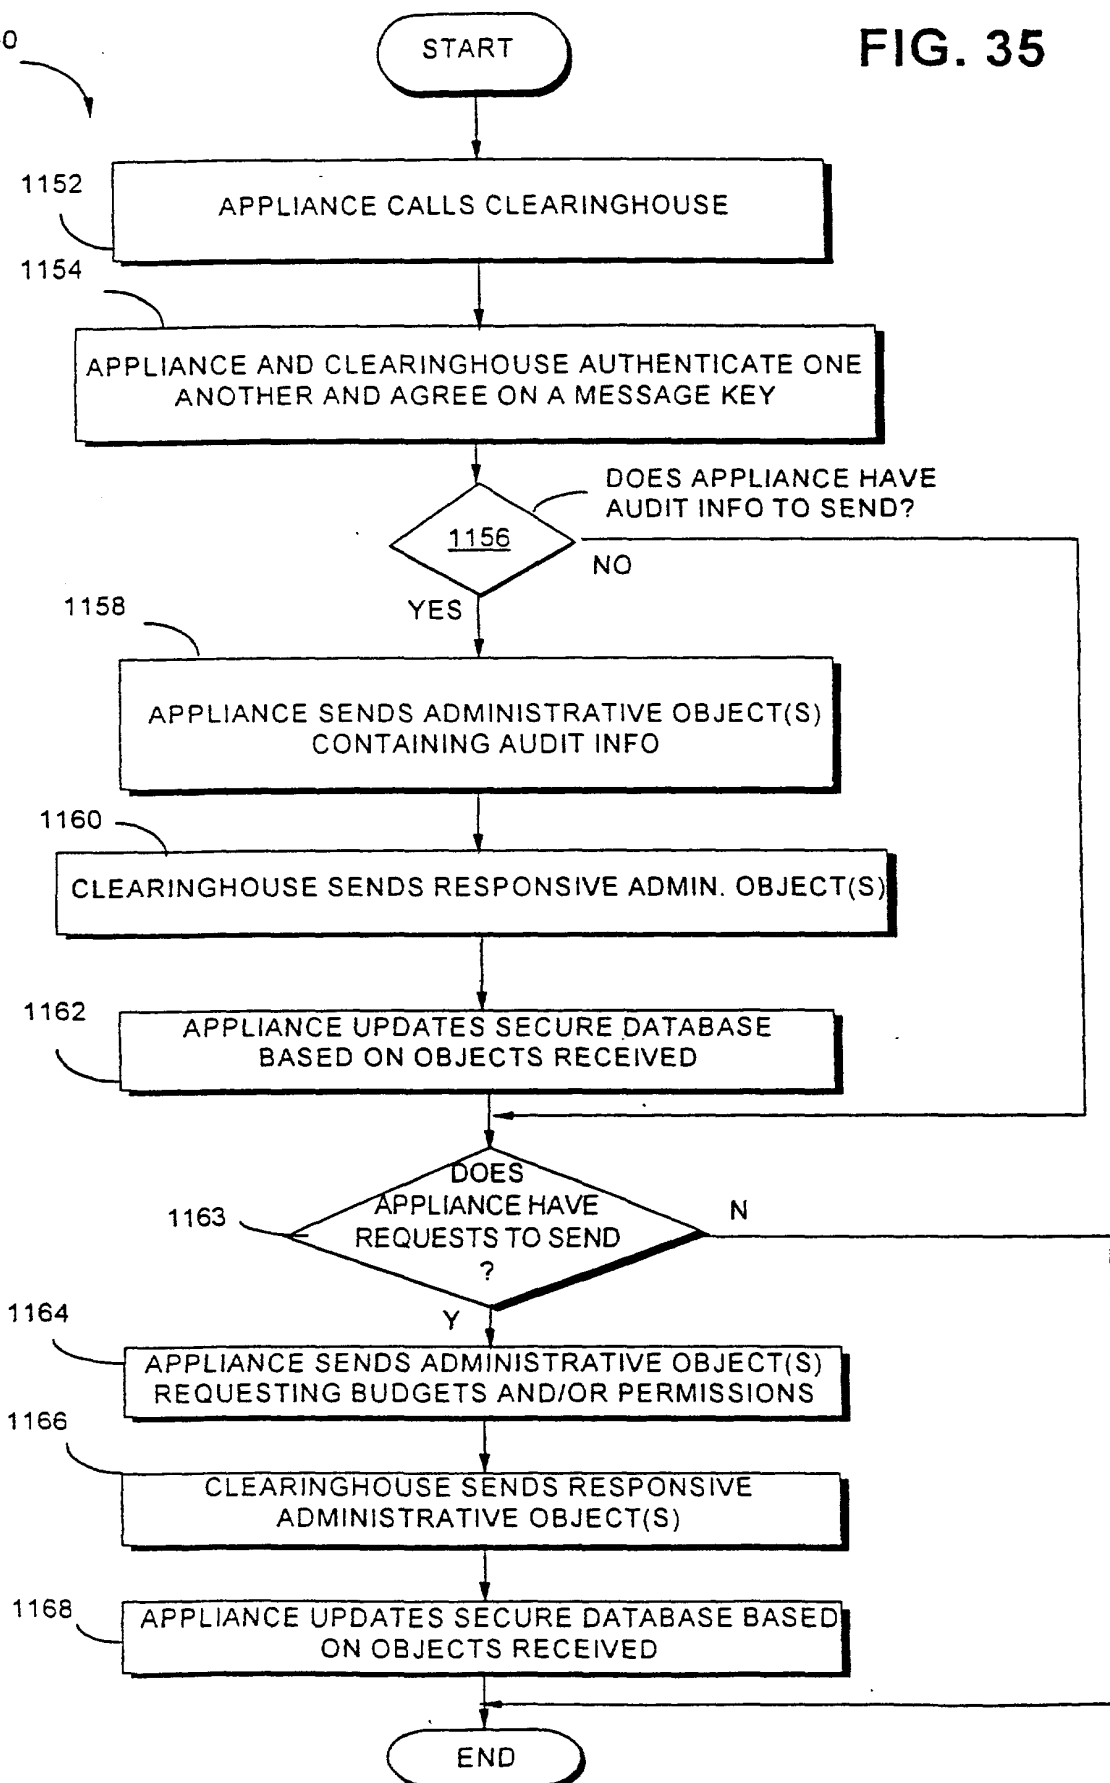 0
START
FIG. 35
1152
APPLIANCE CALLS CLEARINGHOUSE
1154
APPLIANCE AND CLEARINGHOUSE AUTHENTICATE ONE
ANOTHER AND AGREE ON A MESSAGE KEY
DOES APPLIANCE HAVE
AUDIT INFO TO SEND?
1156
NO
YES
1158
APPLIANCE SENDS ADMINISTRATIVE OBJECT(S)
CONTAINING AUDIT INFO
1160
CLEARINGHOUSE SENDS RESPONSIVE ADMIN. OBJECT(S)
1162
APPLIANCE UPDATES SECURE DATABASE
BASED ON OBJECTS RECEIVED
DOES
APPLIANCE HAVE
REQUESTS TO SEND
?
1163
N
Y
1164
APPLIANCE SENDS ADMINISTRATIVE OBJECT(S)
REQUESTING BUDGETS AND/OR PERMISSIONS
1166
CLEARINGHOUSE SENDS RESPONSIVE
ADMINISTRATIVE OBJECT(S)
1168
APPLIANCE UPDATES SECURE DATABASE BASED
ON OBJECTS RECEIVED
END